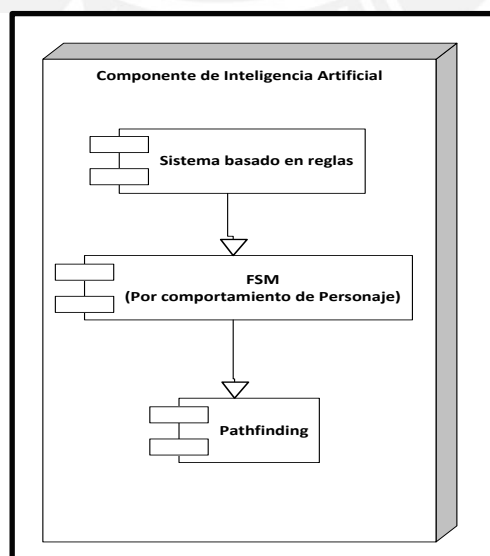 Componente de Inteligencia Artificial
Sistema basado en reglas
FSM
(Por comportamiento de Personaje)
Pathfinding